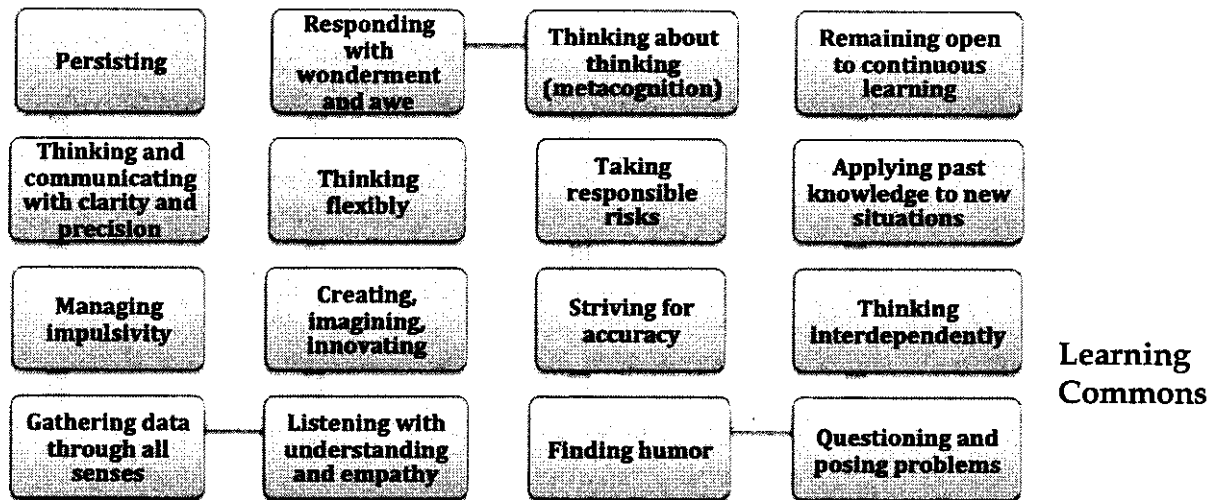 Persisting
Responding
with
wonderment
and awe
Thinking about
thinking
(metacognition)
Remaining open
to continuous
learning
Thinking and
communicating
with clarity and
precision
Thinking
flexibly
Taking
responsible
risks
Applying past
knowledge to new
situations
Managing
impulsivity
Creating,
imagining,
innovating
Striving for
accuracy
Thinking
interdependently
Gathering data
through all
senses
Listening with
understanding
and empathy
Finding humor
Questioning and
posing problems
Learning
Commons